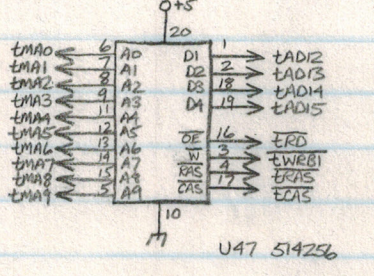 +5
20
tMA0 6 A0 D1 1 tAD12
tMA1 7 A1 D2 2 tAD13
tMA2 8 A2 D3 18 tAD14
tMA3 9 A3 D4 19 tAD15
tMA4 11 A4
tMA5 12 A5 OE 16 tRD
tMA6 13 A6 W 3 tWRB1
tMA7 14 A7 RAS 4 tRAS
tMA8 15 A8 CAS 17 tCAS
tMA9 5 A9
10
U47 514256